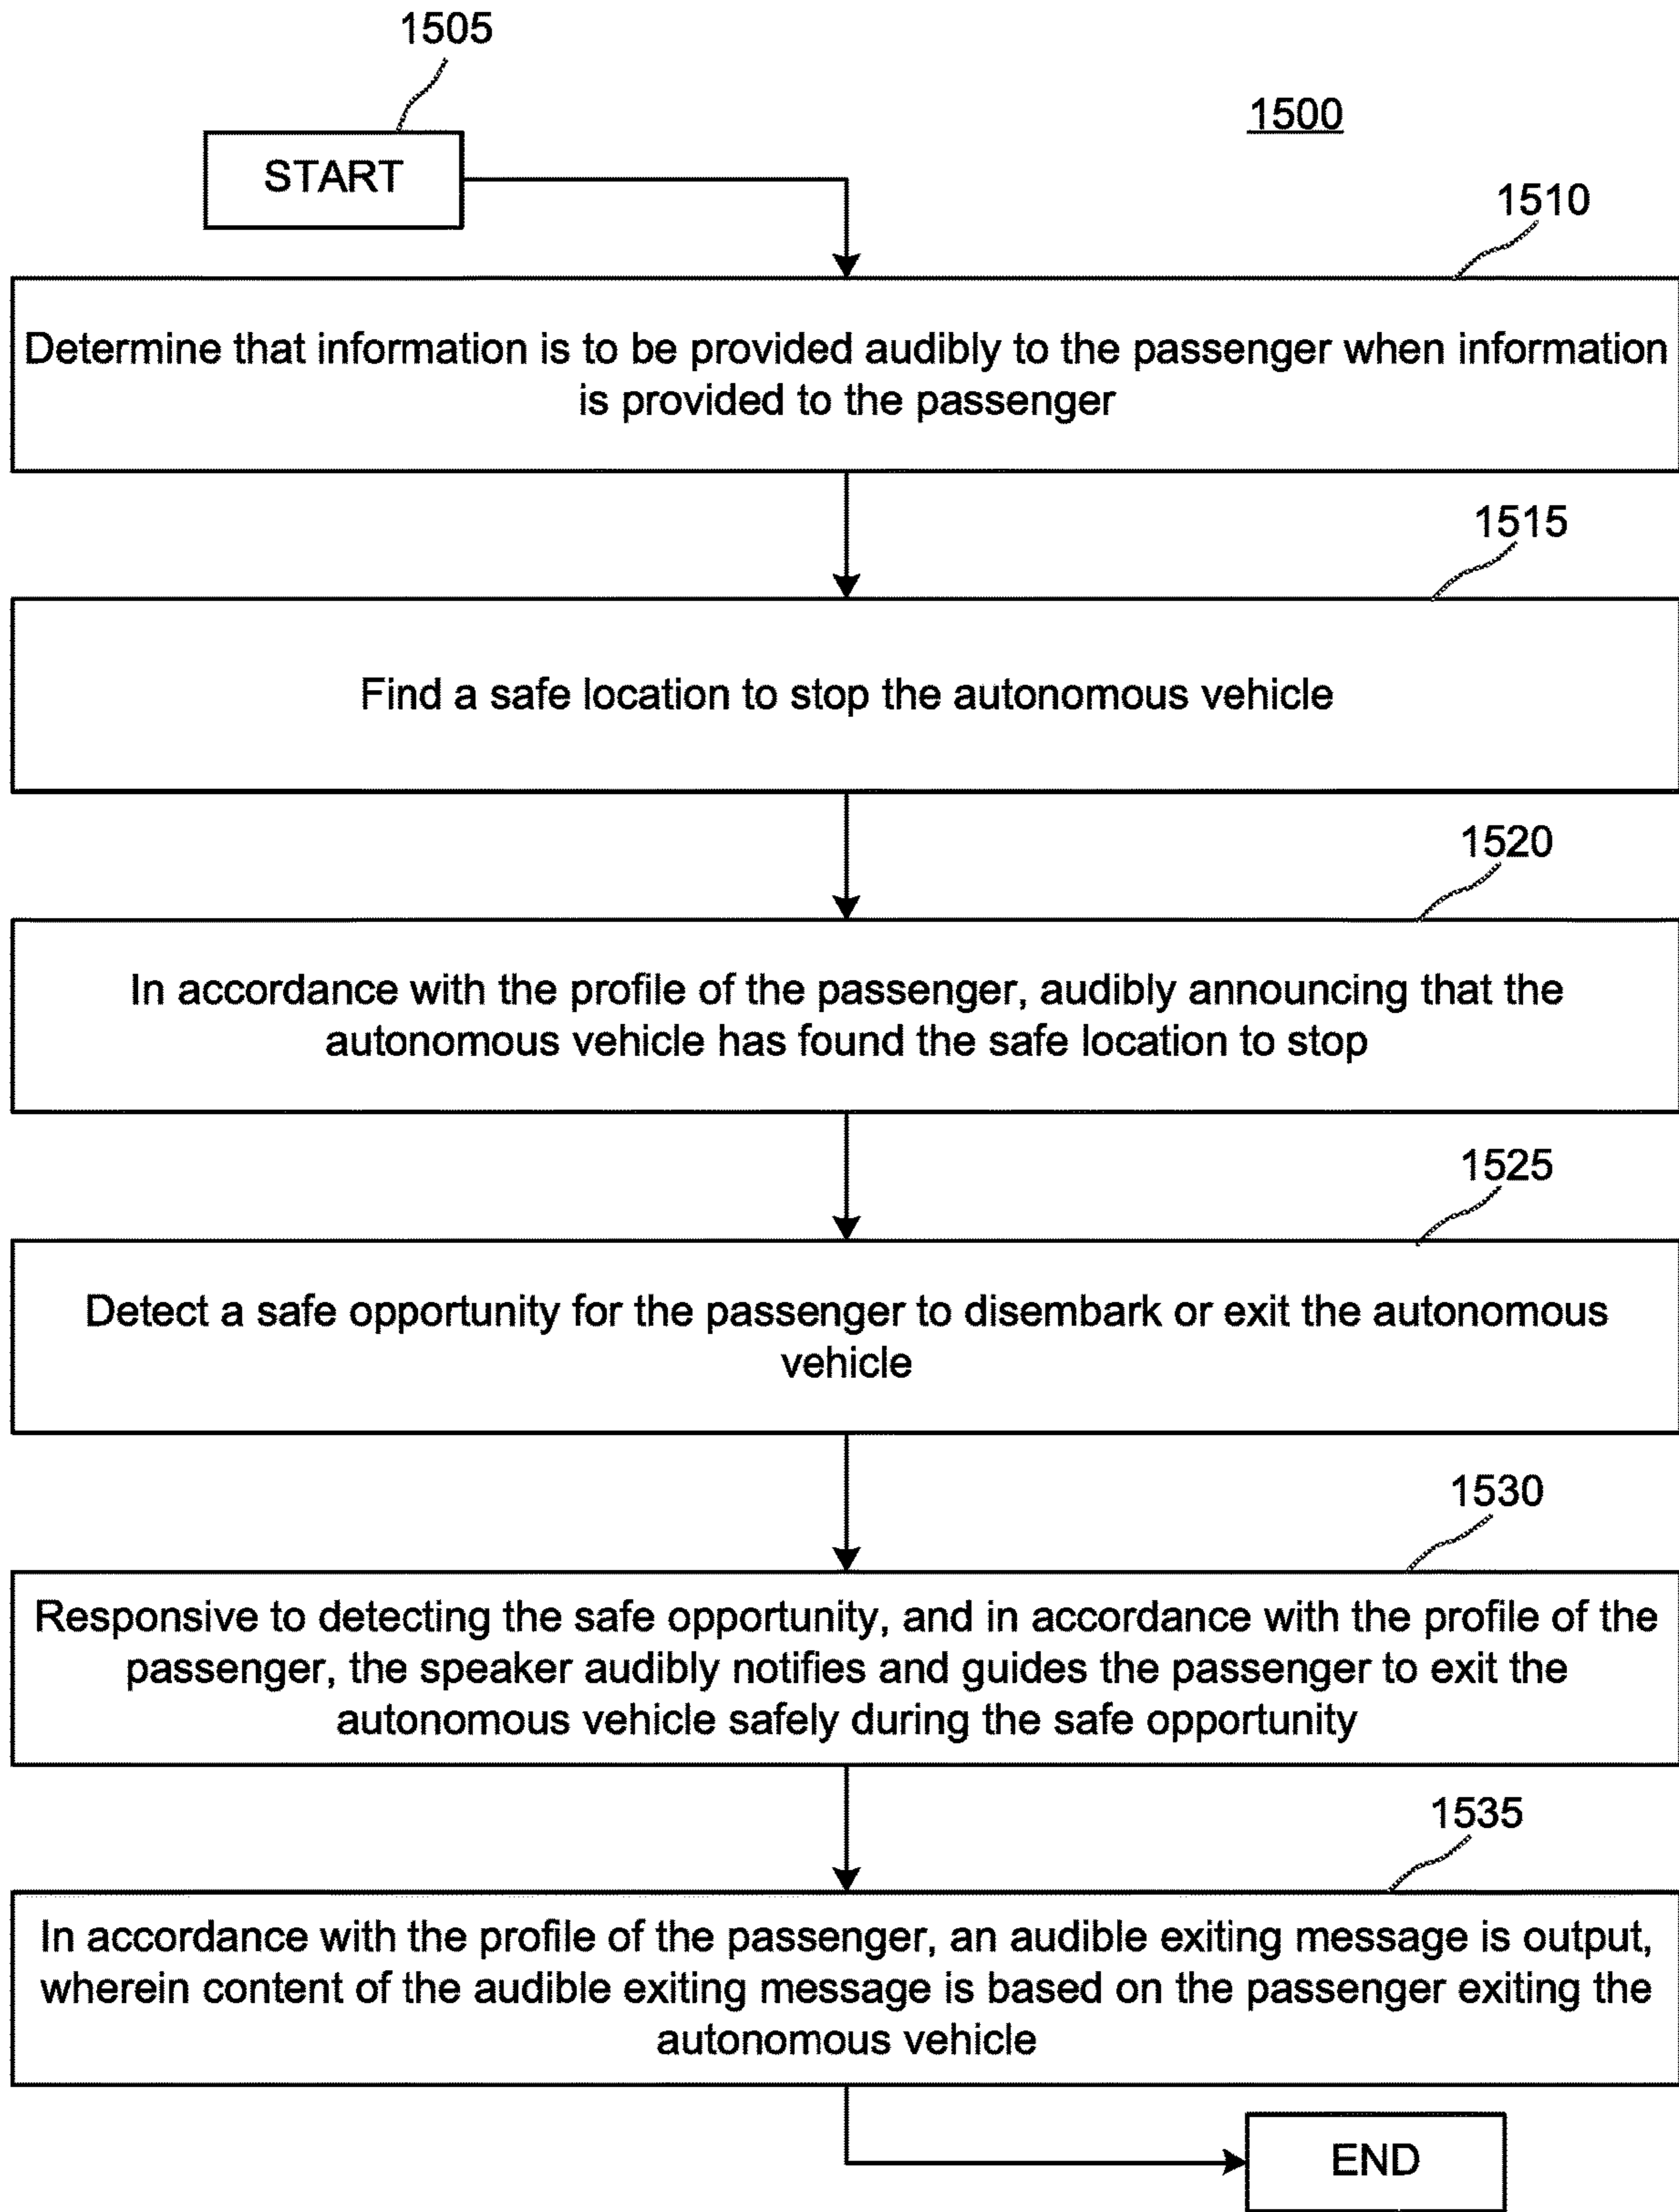 1505
1500
START
1510
Determine that information is to be provided audibly to the passenger when information
is provided to the passenger
1515
Find a safe location to stop the autonomous vehicle
1520
In accordance with the profile of the passenger, audibly announcing that the
autonomous vehicle has found the safe location to stop
1525
Detect a safe opportunity for the passenger to disembark or exit the autonomous
vehicle
1530
Responsive to detecting the safe opportunity, and in accordance with the profile of the
passenger, the speaker audibly notifies and guides the passenger to exit the
autonomous vehicle safely during the safe opportunity
1535
In accordance with the profile of the passenger, an audible exiting message is output,
wherein content of the audible exiting message is based on the passenger exiting the
autonomous vehicle
END